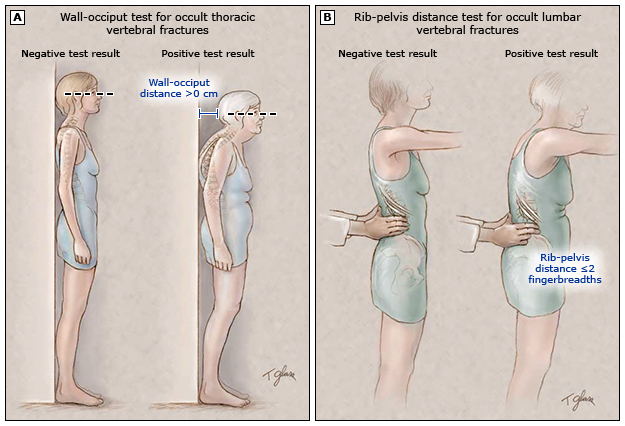 A
Wall-occiput test for occult thoracic
vertebral fractures
Negative test result
Positive test result
Wall-occiput
distance >0 cm
B
Rib-pelvis distance test for occult lumbar
vertebral fractures
Negative test result
Positive test result
Rib-pelvis
distance ≤2
fingerbreadths